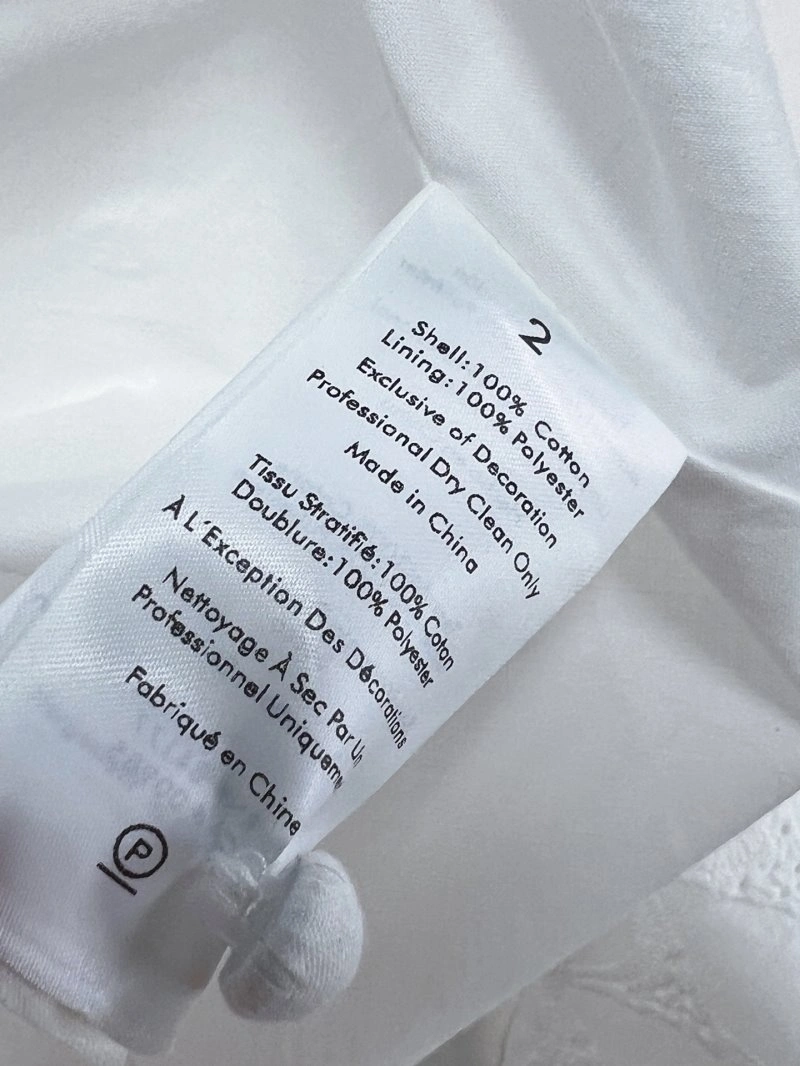 2
Shell:100% Cotton
Lining:100% Polyester
Exclusive of Decoration
Professional Dry Clean Only
Made in China
Tissu Stratifié:100% Coton
Doublure:100% Polyester
À L'Exception Des Décorations
Nettoyage À Sec Par Un
Professionnel
Fabriqué en Chine
P